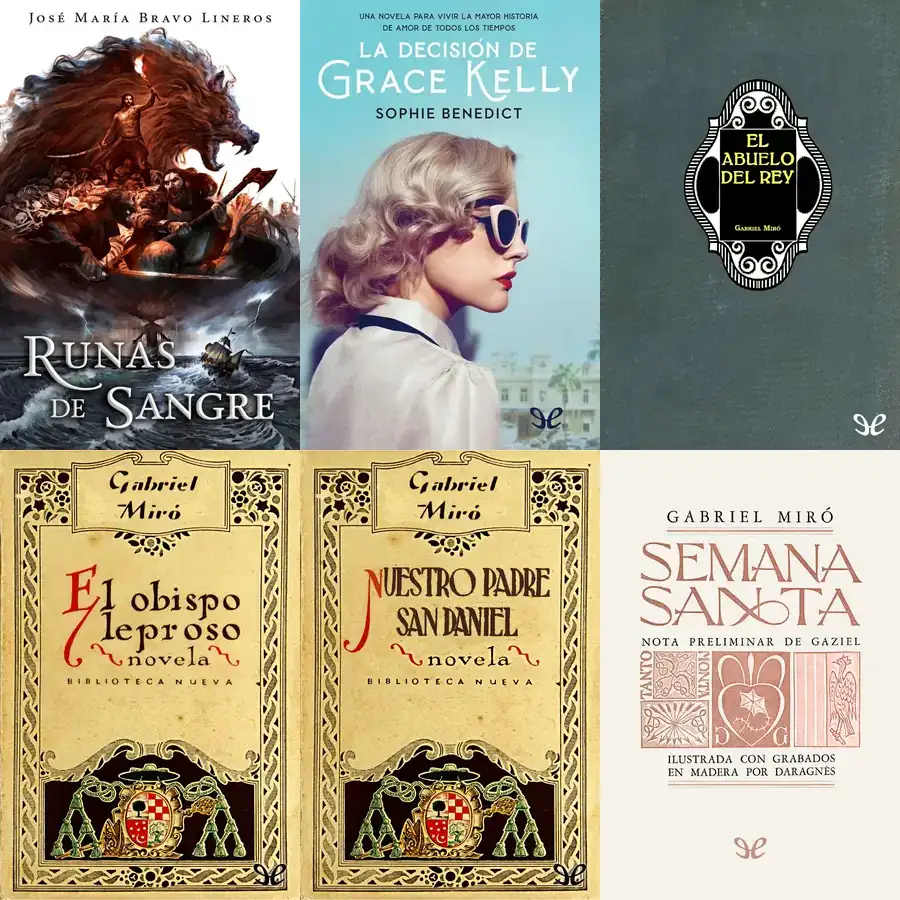 José María Bravo Lineros
Runas
de Sangre
UNA NOVELA PARA VIVIR LA MAYOR HISTORIA
DE AMOR DE TODOS LOS TIEMPOS
LA DECISIÓN DE
GRACE KELLY
SOPHIE BENEDICT
EL
ABUELO
DEL REY
Gabriel Miró
Gabriel
Miró
El obispo
leproso
novela
BIBLIOTECA NUEVA
Gabriel
Miró
NUESTRO PADRE
SAN DANIEL
novela
BIBLIOTECA NUEVA
GABRIEL MIRÓ
SEMANA
SANTA
NOTA PRELIMINAR DE GAZIEL
TANTO
MONTA
ILUSTRADA CON GRABADOS
EN MADERA POR DARAGNÈS